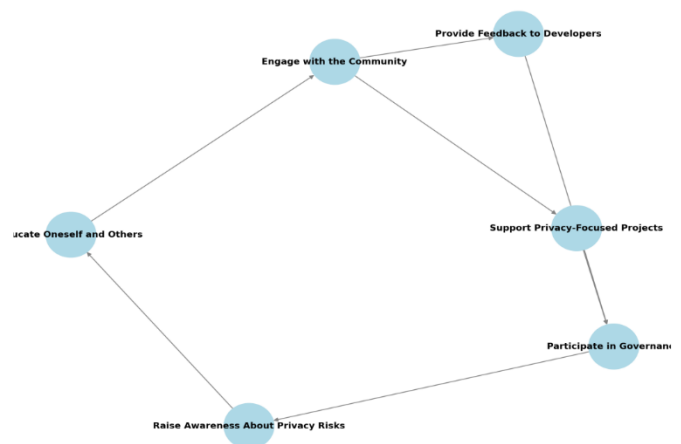 Provide Feedback to Developers
Engage with the Community
Support Privacy-Focused Projects
ucate Oneself and Others
Participate in Governan
Raise Awareness About Privacy Risks